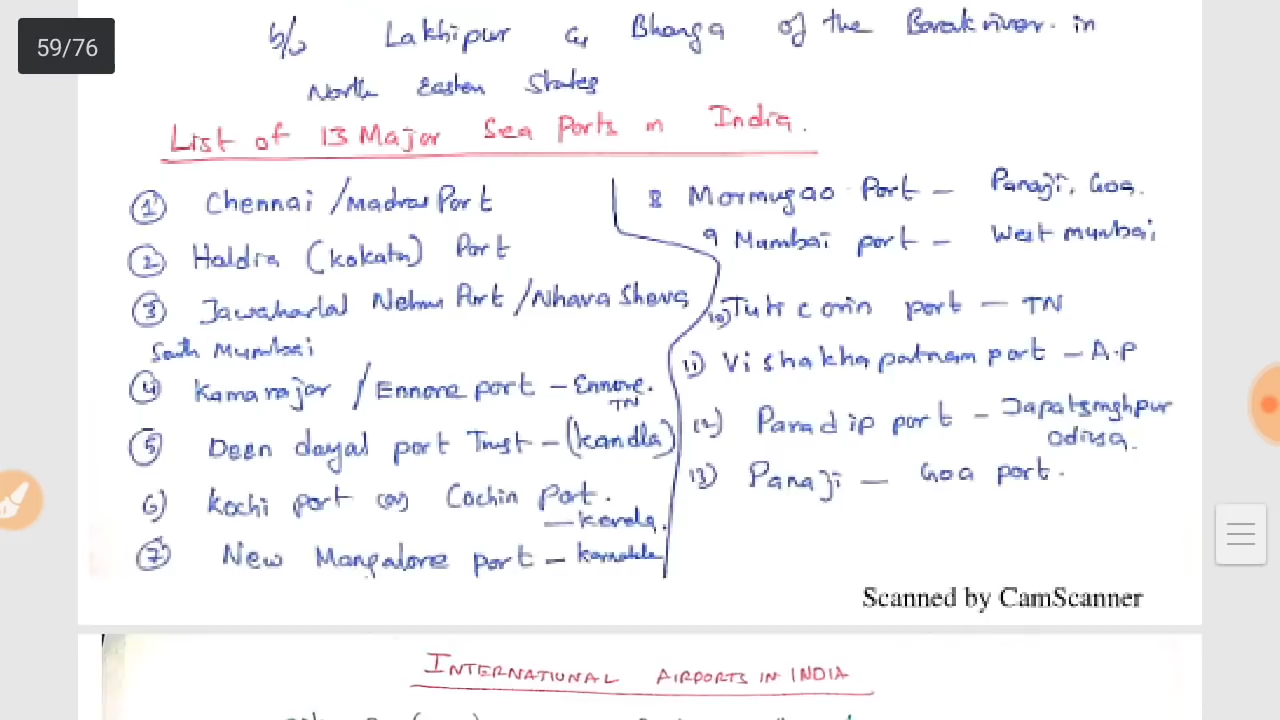 59/76
b/w Lakhipur & Bhanga of the Barak river. in
North Eastern States
List of 13 Major Sea Ports in India.
① Chennai /Madras Port
② Haldia (kokata) Port
③ Jawaharlal Nehru Port /Nhava Sheva
South Mumbai
④ Kamarajar / Ennore port - Ennore.
TN
⑤ Deen dayal port Trust - (kandla)
6) kochi port (or) Cochin Port.
- kerala.
⑦ New Mangalore port - karnataka
8 Mormugao Port - Panaji, Goa.
9 Mumbai port - West mumbai
10) Tuticorin port - TN
11) Vishakhapatnam port - A.P
12) Paradip port -
odissa.
13) Panaji - Goa port.
Scanned by CamScanner
INTERNATIONAL AIRPORTS IN INDIA